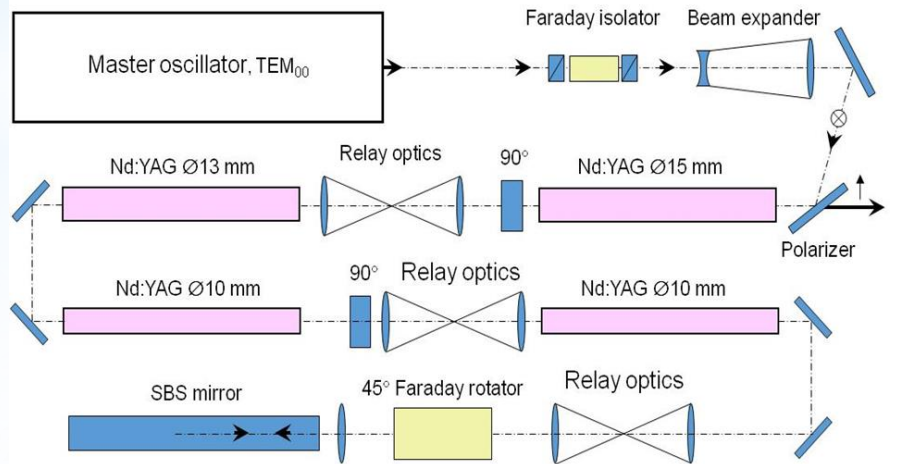 Faraday isolator
Beam expander
Master oscillator, TEM₀₀
Nd:YAG Ø13 mm
Relay optics
90°
Nd:YAG Ø15 mm
Polarizer
Nd:YAG Ø10 mm
90°
Relay optics
Nd:YAG Ø10 mm
SBS mirror
45° Faraday rotator
Relay optics